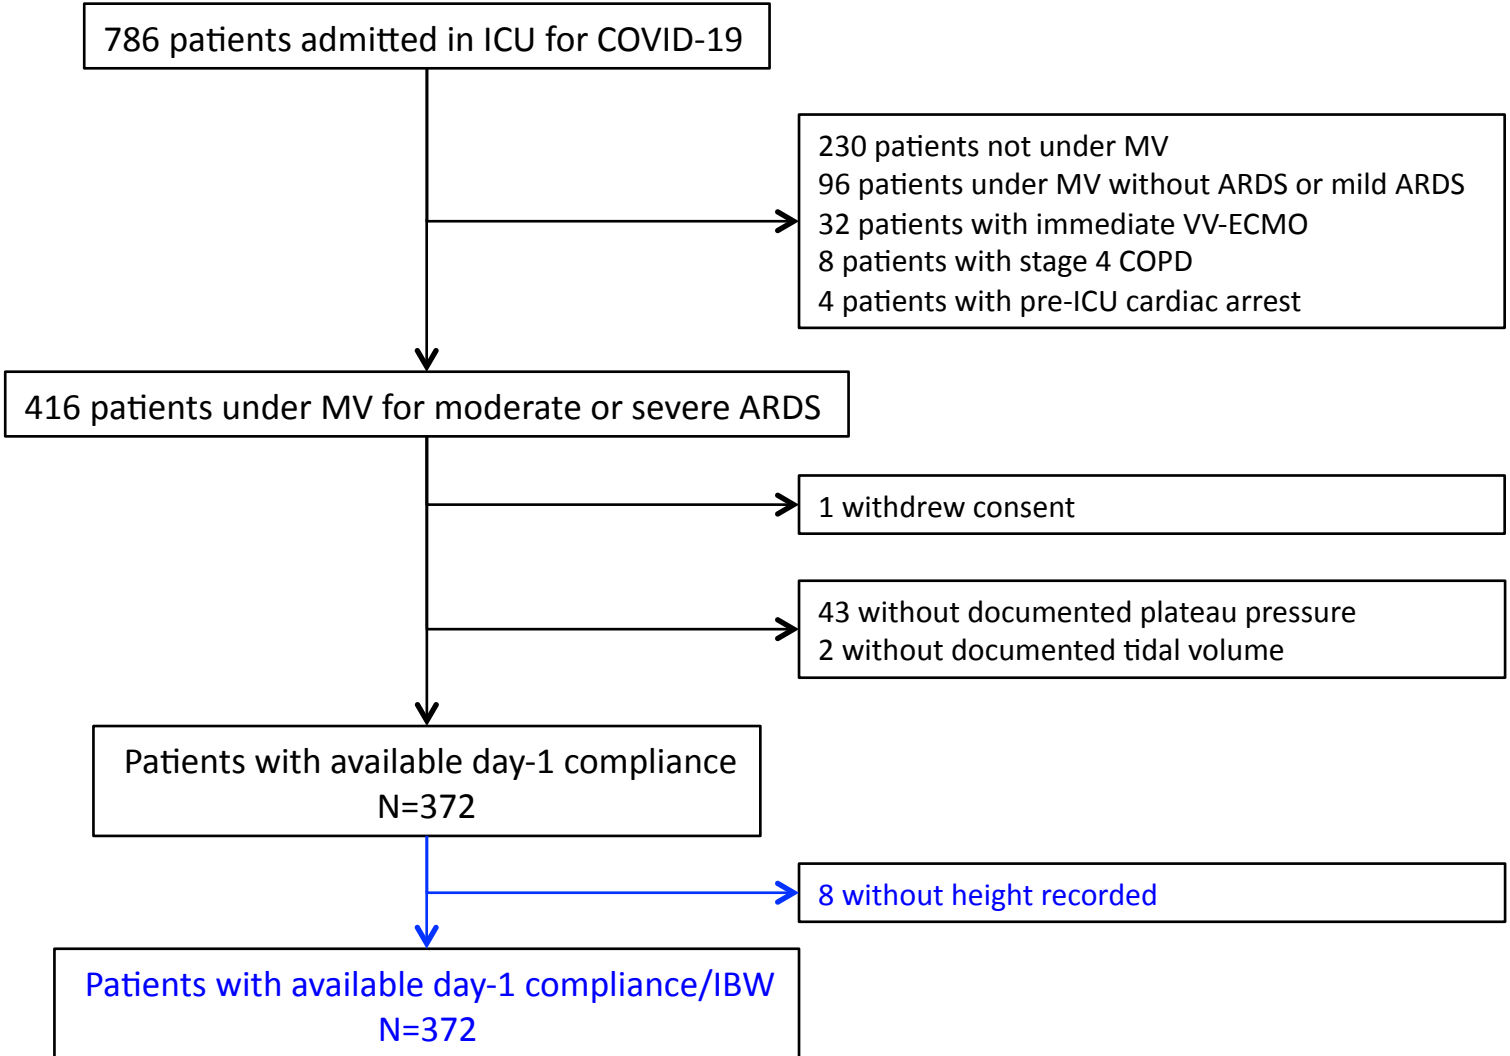 786 patients admitted in ICU for COVID-19
230 patients not under MV
96 patients under MV without ARDS or mild ARDS
32 patients with immediate VV-ECMO
8 patients with stage 4 COPD
4 patients with pre-ICU cardiac arrest
416 patients under MV for moderate or severe ARDS
1 withdrew consent
43 without documented plateau pressure
2 without documented tidal volume
Patients with available day-1 compliance
N=372
8 without height recorded
Patients with available day-1 compliance/IBW
N=372